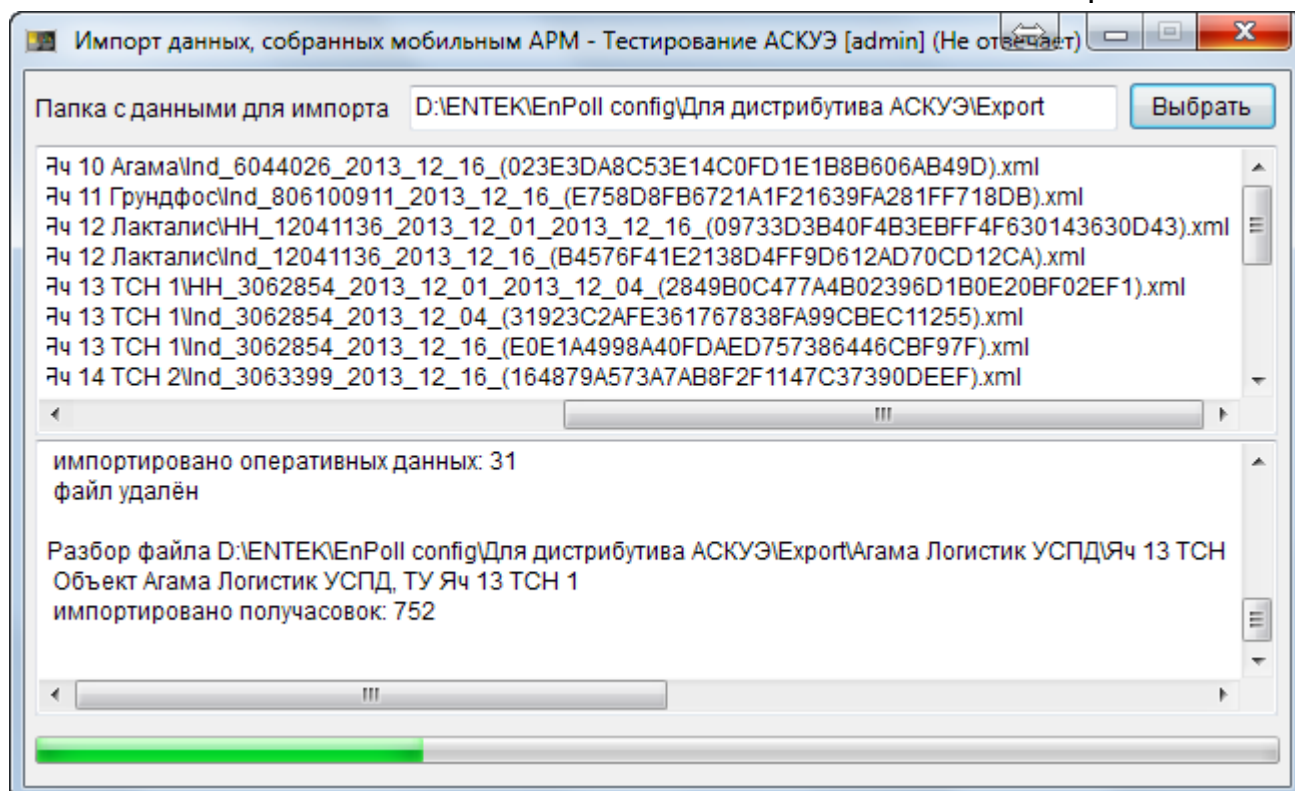 Импорт данных, собранных мобильным АРМ - Тестирование АСКУЭ [admin] (Не отвечает)
Папка с данными для импорта D:\ENTEK\EnPoll config\Для дистрибутива АСКУЭ\Export Выбрать
Яч 10 Агама\Ind_6044026_2013_12_16_(023E3DA8C53E14C0FD1E1B8B606AB49D).xml
Яч 11 Грундфос\Ind_806100911_2013_12_16_(E758D8FB6721A1F21639FA281FF718DB).xml
Яч 12 Лакталис\HH_12041136_2013_12_01_2013_12_16_(09733D3B40F4B3EBFF4F630143630D43).xml
Яч 12 Лакталис\Ind_12041136_2013_12_16_(B4576F41E2138D4FF9D612AD70CD12CA).xml
Яч 13 ТСН 1\HH_3062854_2013_12_01_2013_12_04_(2849B0C477A4B02396D1B0E20BF02EF1).xml
Яч 13 ТСН 1\Ind_3062854_2013_12_04_(31923C2AFE361767838FA99CBEC11255).xml
Яч 13 ТСН 1\Ind_3062854_2013_12_16_(E0E1A4998A40FDAED757386446CBF97F).xml
Яч 14 ТСН 2\Ind_3063399_2013_12_16_(164879A573A7AB8F2F1147C37390DEEF).xml
импортировано оперативных данных: 31
файл удалён
Разбор файла D:\ENTEK\EnPoll config\Для дистрибутива АСКУЭ\Export\Агама Логистик УСПД\Яч 13 ТСН
Объект Агама Логистик УСПД, ТУ Яч 13 ТСН 1
импортировано получасовок: 752